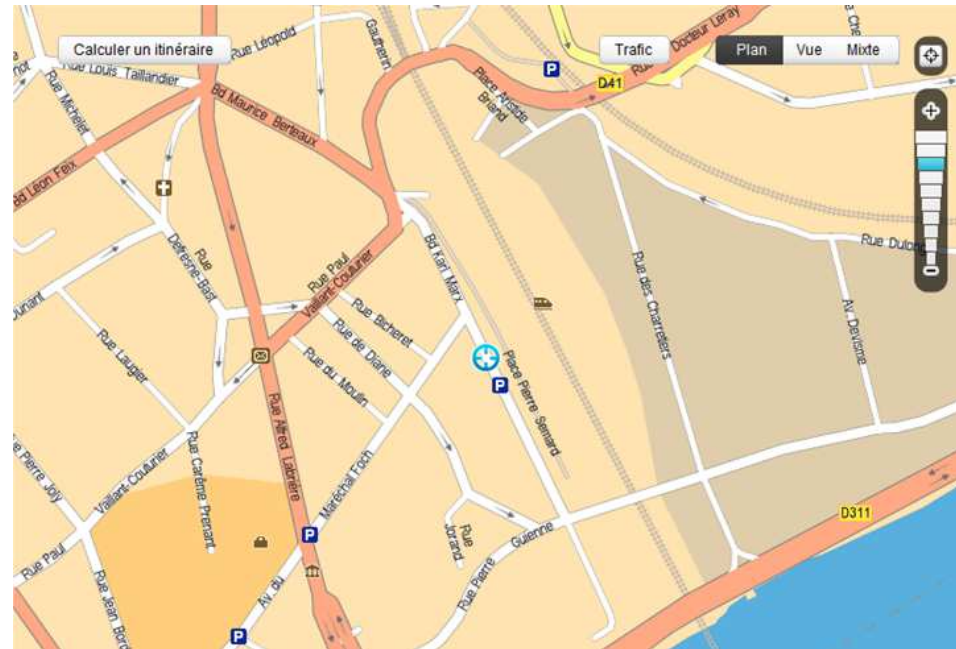 Calculer un itinéraire
Trafic
Plan
Vue
Mixte
Rue Léopold
Gautherin
Docteur Leray
D41
P
Rue Louis Taillandier
Rue Michelet
Bd Maurice Berteaux
Place Aristide
Briand
Bd Léon Feix
Rue Dulong
Defresne-Bast
Rue
Rue Paul
Vaillant-Couturier
Bd Karl Marx
Rue des Charretiers
Av. Devisme
Rue Bicheret
Rue de Diane
Rue du Moulin
Rue Laugier
Place Pierre Semard
P
Rue Alfred Labrière
Maréchal Foch
Av. du
Rue Carême Prenant
Vaillant-Couturier
Rue Paul
Pierre Joly
Rue Jean Bord
Rue
Jorand
Rue Pierre
Guienne
D311
P
P